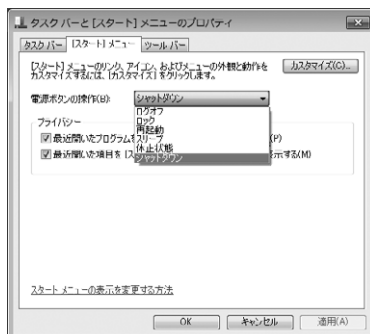 タスク バーと [スタート] メニューのプロパティ
タスク バー [スタート] メニュー ツール バー
[スタート] メニューのリンク、アイコン、およびメニューの外観と動作を
カスタマイズするには、[カスタマイズ] をクリックします。
カスタマイズ(C)...
電源ボタンの操作(B): シャットダウン
ログオフ
ロック
再起動
スリープ
休止状態
シャットダウン
プライバシー
最近開いたプログラム (P)
最近開いた項目を [ス 示する(M)
スタート メニューの表示を変更する方法
OK キャンセル 適用(A)